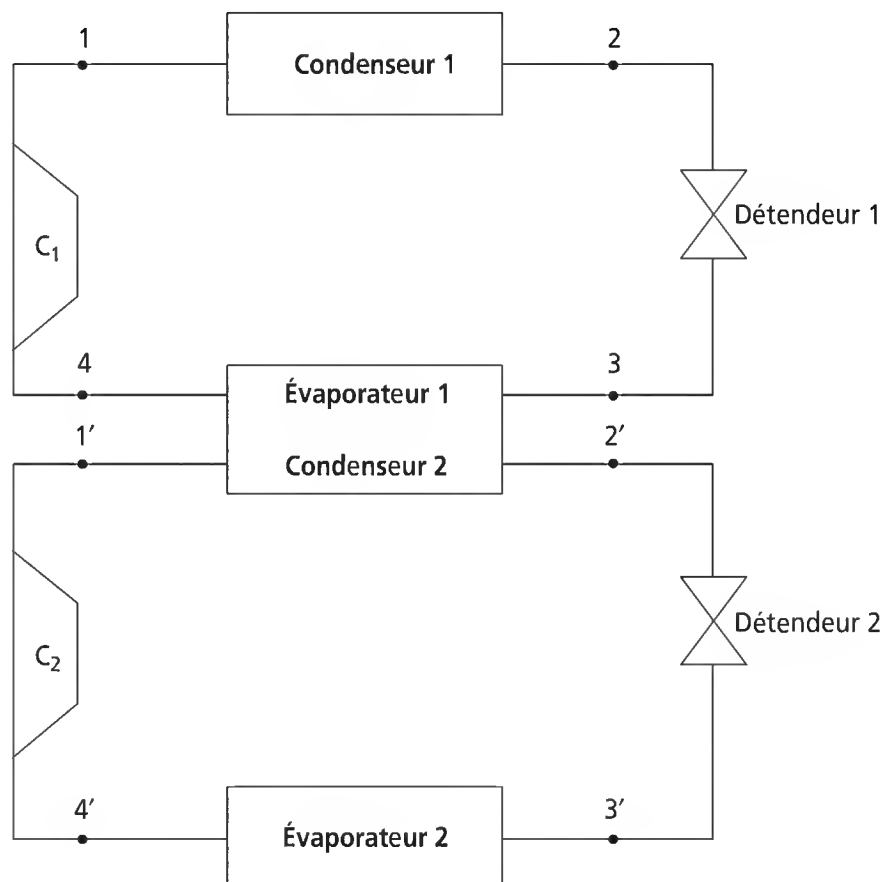 1
Condenseur 1
2
Détendeur 1
C₁
4
Évaporateur 1
3
1′
Condenseur 2
2′
Détendeur 2
C₂
4′
Évaporateur 2
3′